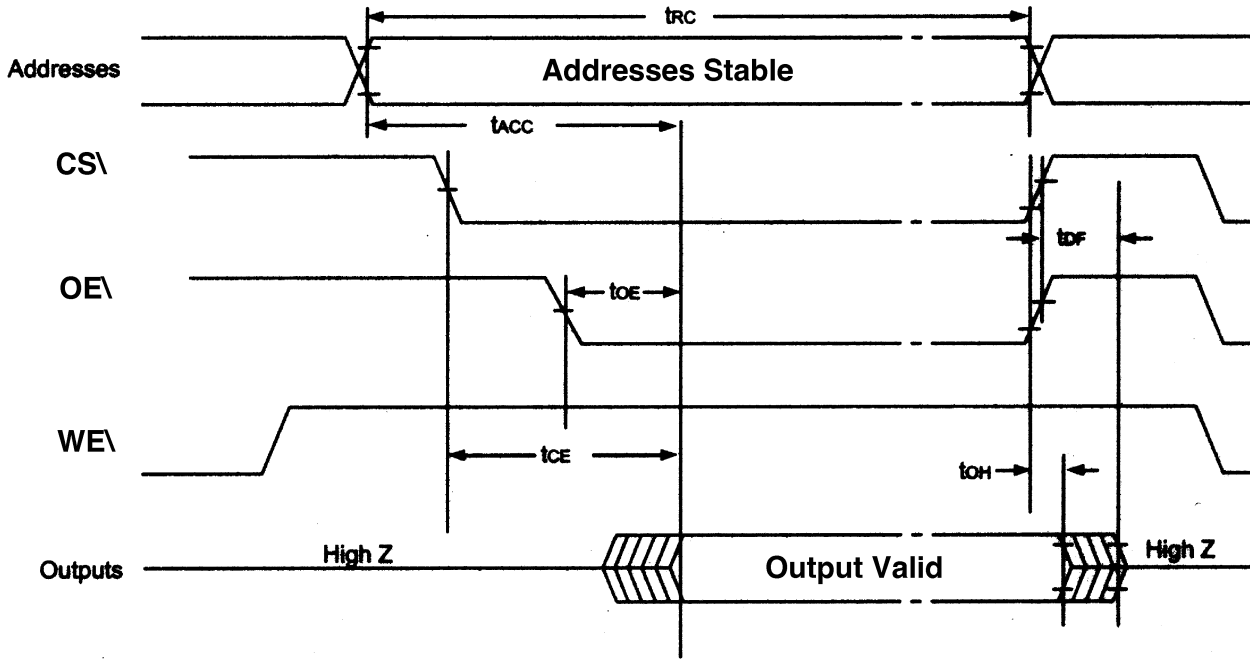 tRC
Addresses
Addresses Stable
tACC
CS\
tDF
OE\
tOE
WE\
tCE
tOH
Outputs
High Z
Output Valid
High Z